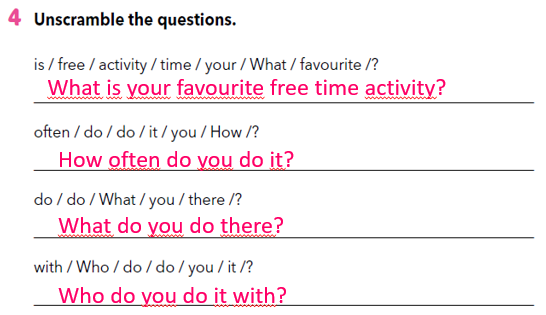 4 Unscramble the questions.
is / free / activity / time / your / What / favourite /?
What is your favourite free time activity?
often / do / do / it / you / How /?
How often do you do it?
do / do / What / you / there /?
What do you do there?
with / Who / do / do / you / it /?
Who do you do it with?